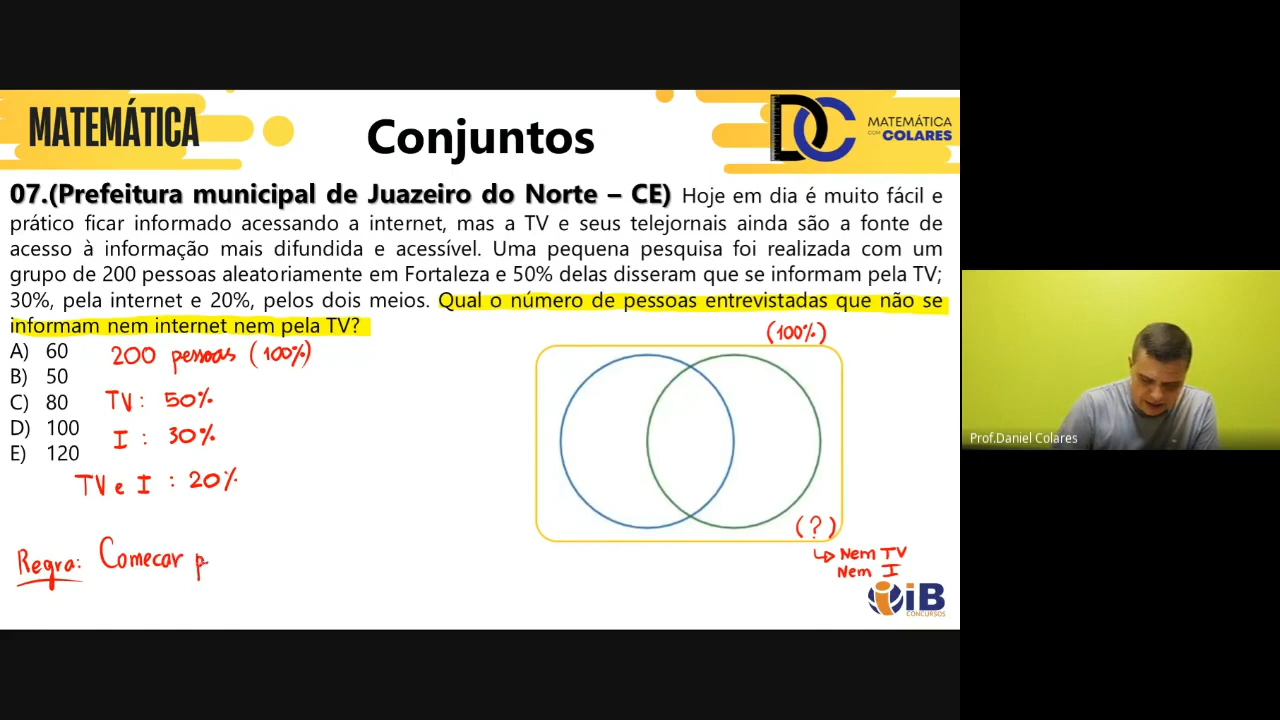 MATEMÁTICA
Conjuntos
DC
MATEMÁTICA
COM COLARES
07.(Prefeitura municipal de Juazeiro do Norte – CE) Hoje em dia é muito fácil e
prático ficar informado acessando a internet, mas a TV e seus telejornais ainda são a fonte de
acesso à informação mais difundida e acessível. Uma pequena pesquisa foi realizada com um
grupo de 200 pessoas aleatoriamente em Fortaleza e 50% delas disseram que se informam pela TV;
30%, pela internet e 20%, pelos dois meios. Qual o número de pessoas entrevistadas que não se
informam nem internet nem pela TV?
A) 60
B) 50
C) 80
D) 100
E) 120
200 pessoas (100%)
TV: 50%
I : 30%
TV e I : 20%
Regra: Comecar p
(100%)
(?)
Nem TV
Nem I
iB
CONCURSOS
Prof.Daniel Colares